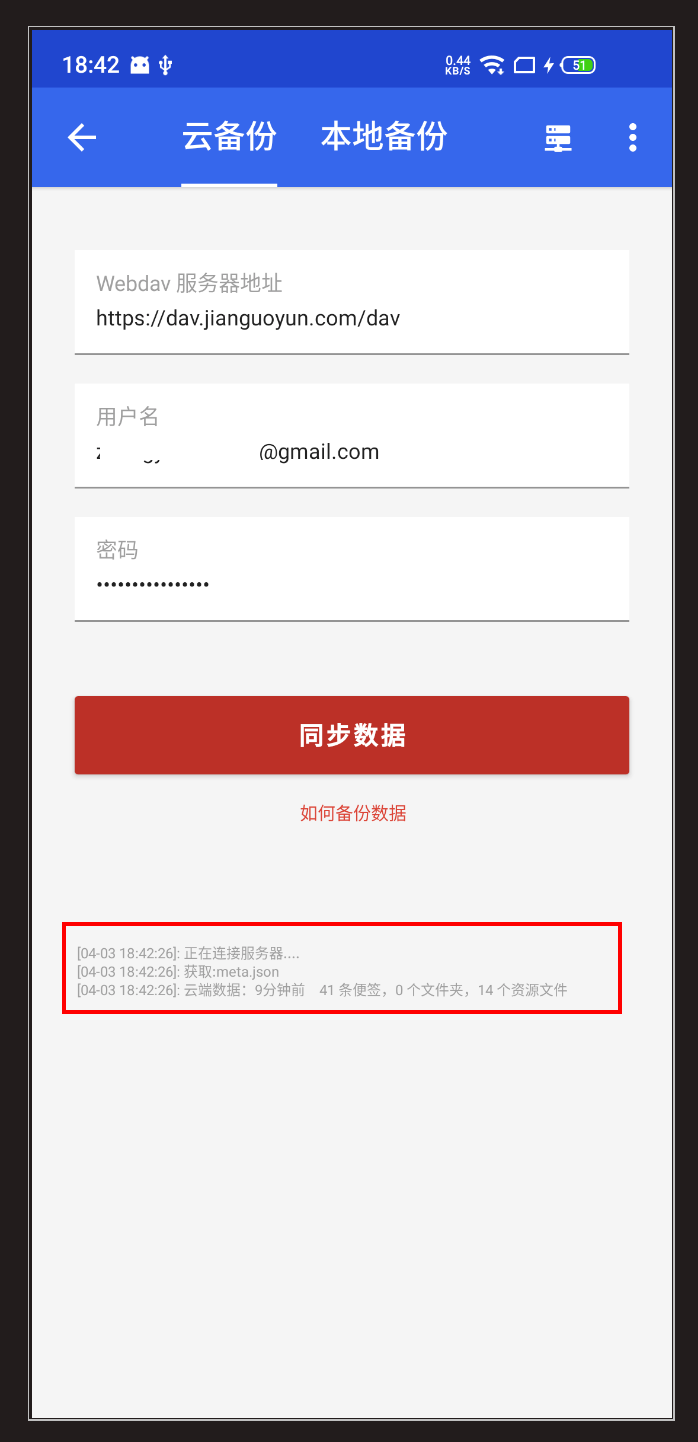 18:42
0.44
KB/S
51
云备份 本地备份
Webdav 服务器地址
https://dav.jianguoyun.com/dav
用户名
@gmail.com
密码
••••••••••••••••
同步数据
如何备份数据
[04-03 18:42:26]: 正在连接服务器....
[04-03 18:42:26]: 获取:meta.json
[04-03 18:42:26]: 云端数据：9分钟前 41 条便签，0 个文件夹，14 个资源文件